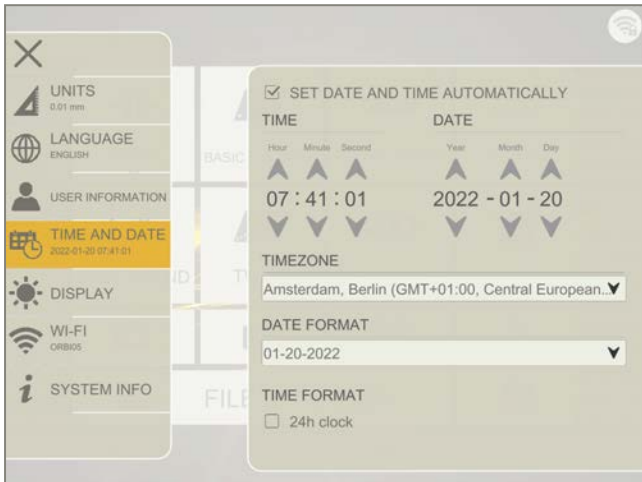 UNITS
0.01 mm
LANGUAGE
ENGLISH
USER INFORMATION
TIME AND DATE
2022-01-20 07:41:01
DISPLAY
WI-FI
ORBI05
SYSTEM INFO
BASIC
FILE
SET DATE AND TIME AUTOMATICALLY
TIME DATE
Hour Minute Second Year Month Day
07 : 41 : 01 2022 - 01 - 20
TIMEZONE
Amsterdam, Berlin (GMT+01:00, Central European...
DATE FORMAT
01-20-2022
TIME FORMAT
24h clock